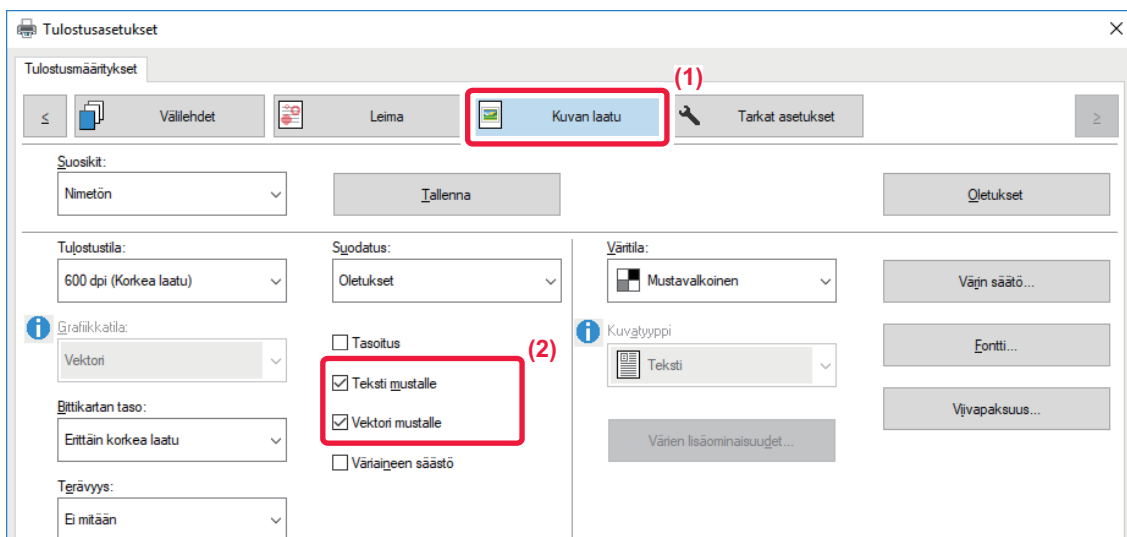 Tulostusasetukset
Tulostusmääritykset
(1)
< Välilehdet Leima Kuvan laatu Tarkat asetukset >
Suosikit:
Nimetön Tallenna Oletukset
Tulostustila: Suodatus: Väritila:
600 dpi (Korkea laatu) Oletukset Mustavalkoinen Värin säätö...
Grafiikkatila: Kuvatyyppi
(2)
Vektori Tasoitus Teksti Fontti...
Teksti mustalle
Bittikartan taso: Viivapaksuus...
Erittäin korkea laatu Vektori mustalle Värien lisäominaisuudet...
Väriaineen säästö
Terävyys:
Ei mitään